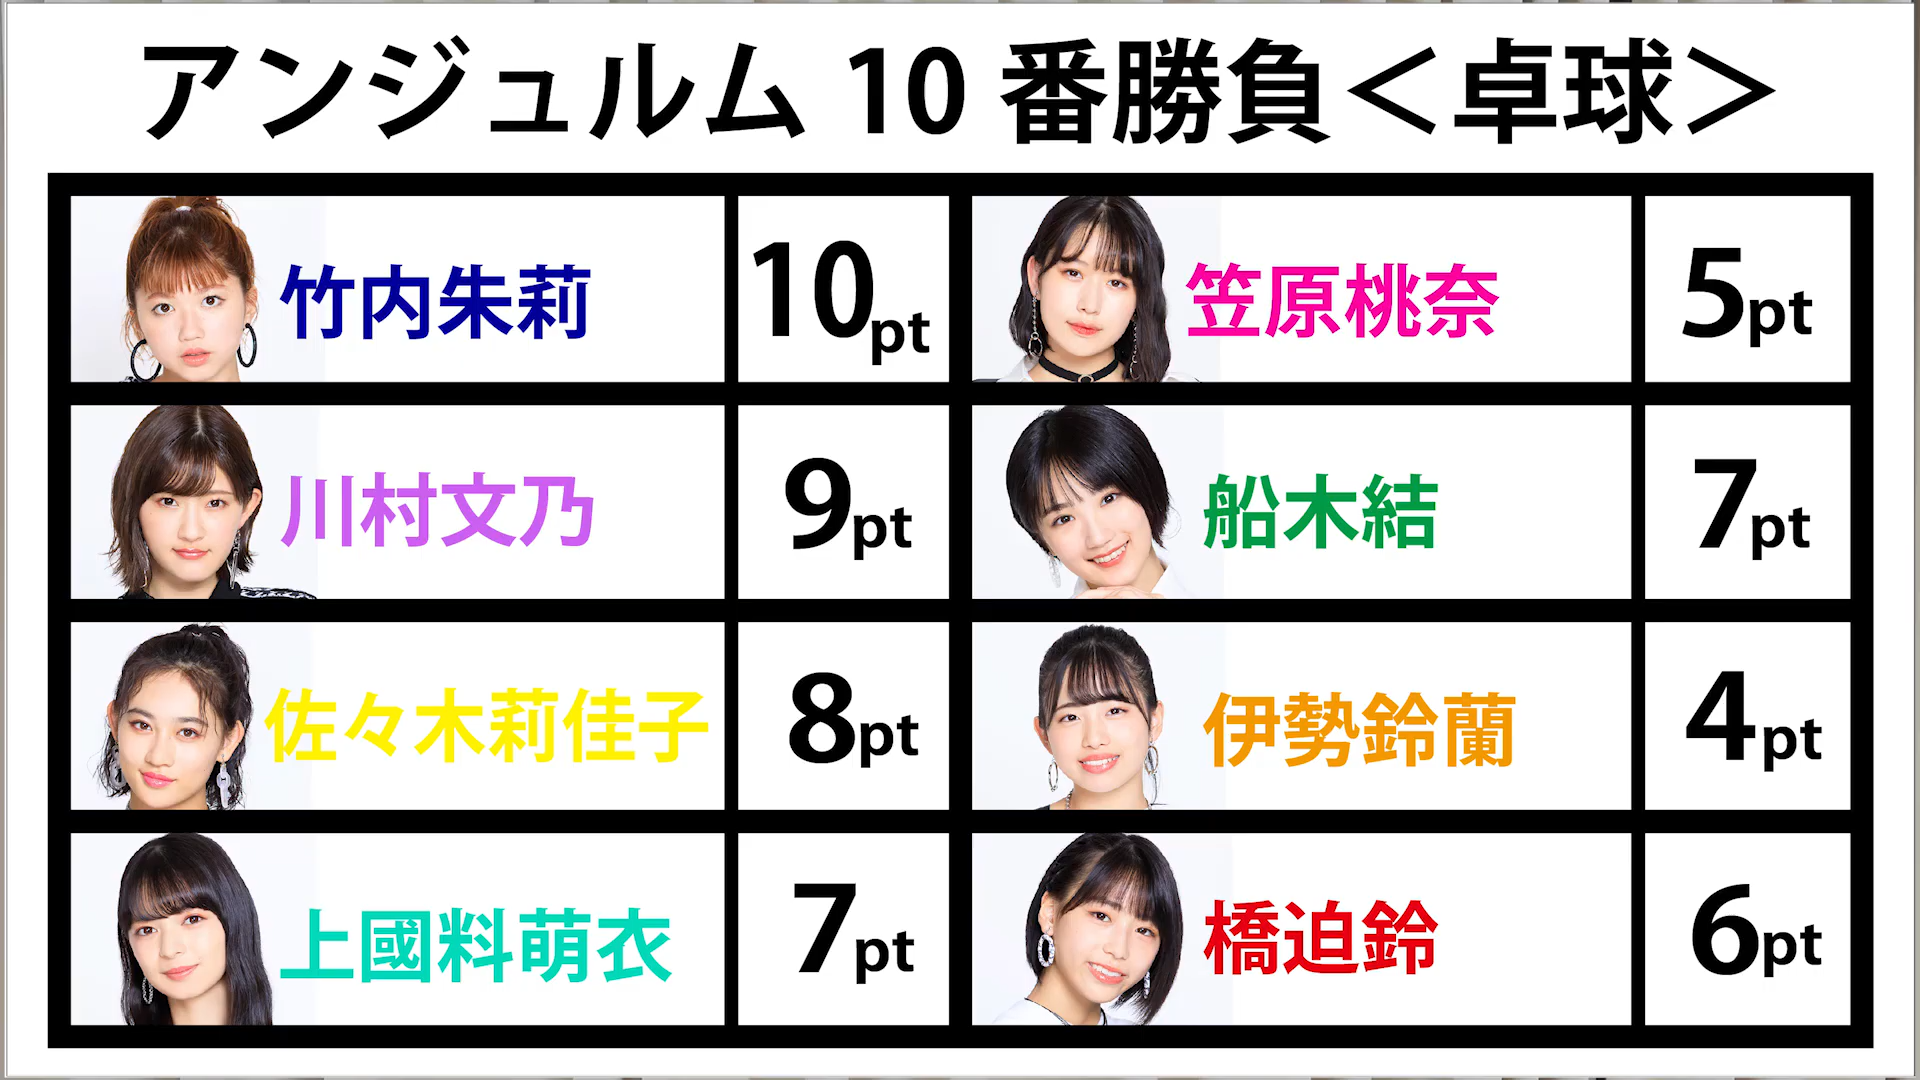 アンジュルム 10 番勝負＜卓球＞
竹内朱莉 10pt
笠原桃奈 5pt
川村文乃 9pt
船木結 7pt
佐々木莉佳子 8pt
伊勢鈴蘭 4pt
上國料萌衣 7pt
橋迫鈴 6pt